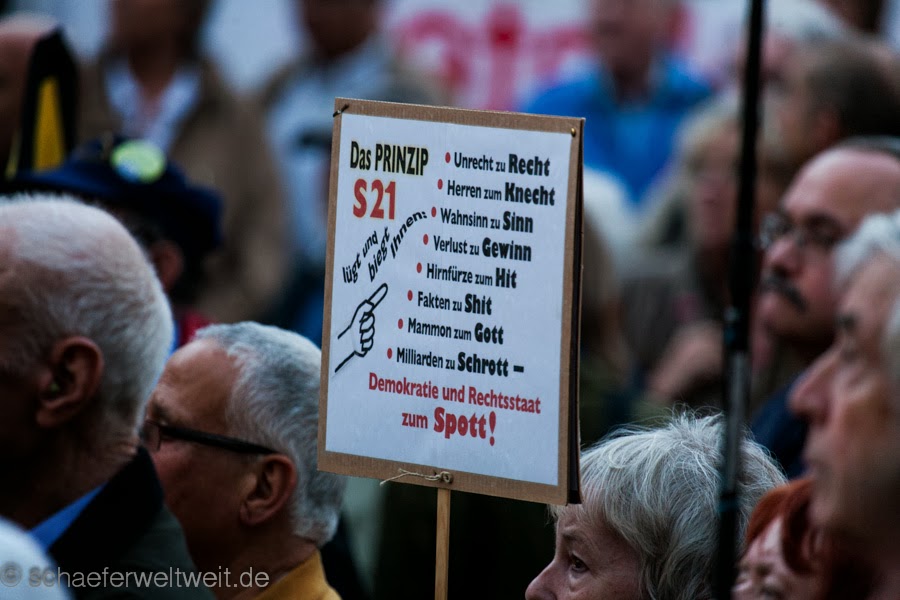 Das PRINZIP
S21
lügt und
biegt Ihnen:
• Unrecht zu Recht
• Herren zum Knecht
• Wahnsinn zu Sinn
• Verlust zu Gewinn
• Hirnfürze zum Hit
• Fakten zu Shit
• Mammon zum Gott
• Milliarden zu Schrott –
Demokratie und Rechtsstaat
zum Spott!
© schaeferweltweit.de